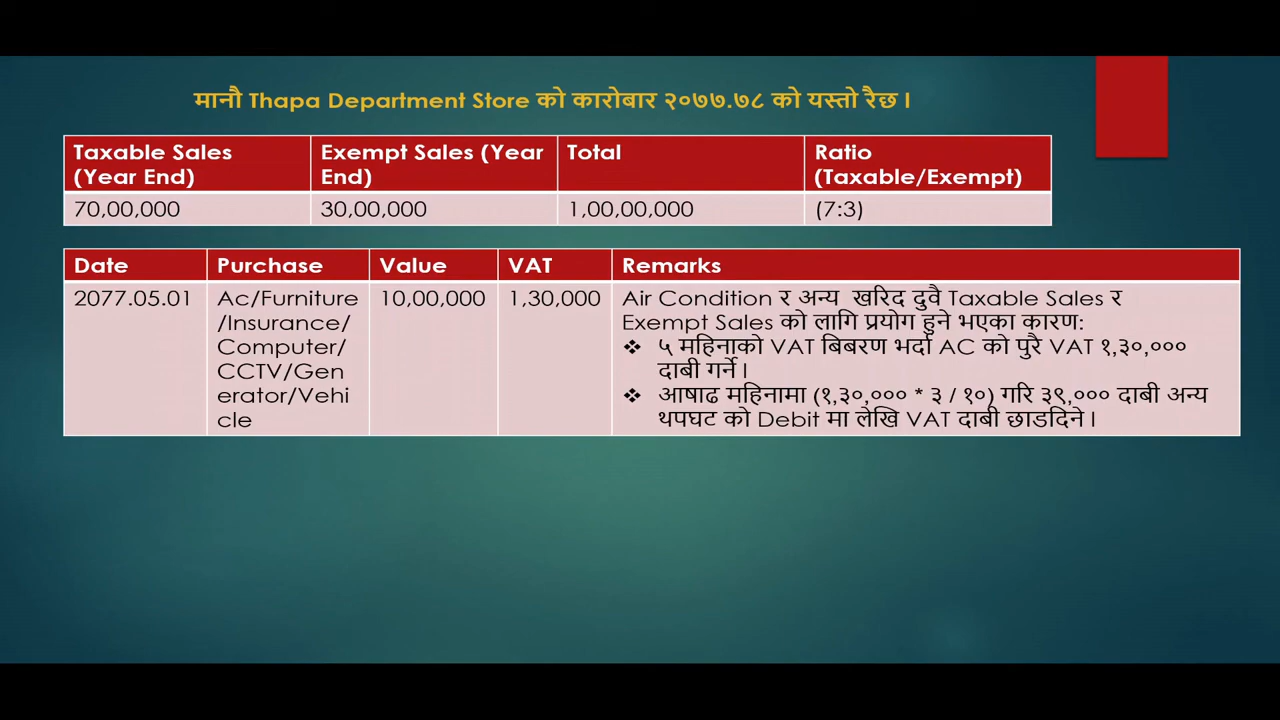 मानौ Thapa Department Store को कारोबार २०७७.७८ को यस्तो रैछ ।
Taxable Sales (Year End) Exempt Sales (Year End) Total Ratio (Taxable/Exempt)
70,00,000 30,00,000 1,00,00,000 (7:3)
Date Purchase Value VAT Remarks
2077.05.01 Ac/Furniture 10,00,000 1,30,000 Air Condition र अन्य खरिद दुवै Taxable Sales र
/Insurance/ Exempt Sales को लागि प्रयोग हुने भएका कारण:
Computer/ ❖ ५ महिनाको VAT बिबरण भर्दा AC को पुरै VAT १,३०,०००
CCTV/Gen दाबी गर्ने ।
erator/Vehi ❖ आषाढ महिनामा (१,३०,००० * ३ / १०) गरि ३९,००० दाबी अन्य
cle थपघट को Debit मा लेखि VAT दाबी छाडदिने ।